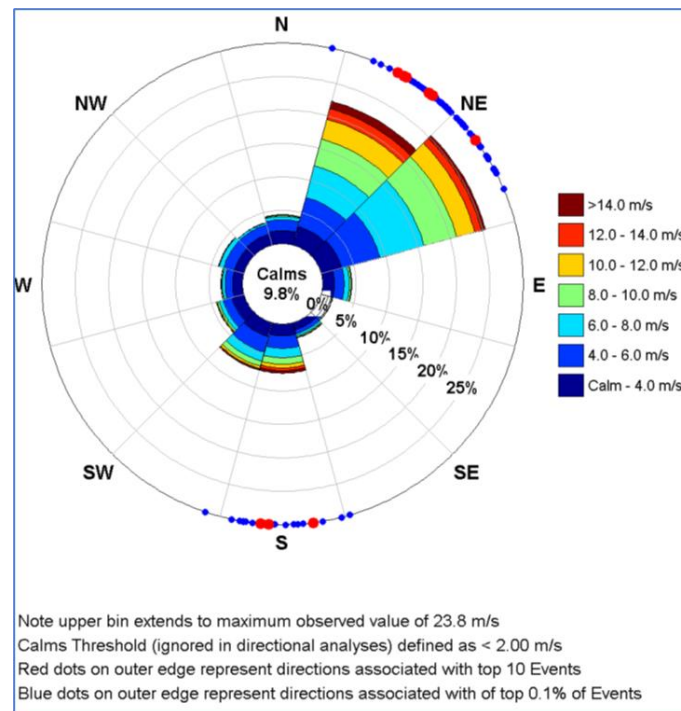 N
NW
NE
W
E
Calms
9.8%
0%
5%
10%
15%
20%
25%
SW
SE
S
>14.0 m/s
12.0 - 14.0 m/s
10.0 - 12.0 m/s
8.0 - 10.0 m/s
6.0 - 8.0 m/s
4.0 - 6.0 m/s
Calm - 4.0 m/s
Note upper bin extends to maximum observed value of 23.8 m/s
Calms Threshold (ignored in directional analyses) defined as < 2.00 m/s
Red dots on outer edge represent directions associated with top 10 Events
Blue dots on outer edge represent directions associated with of top 0.1% of Events